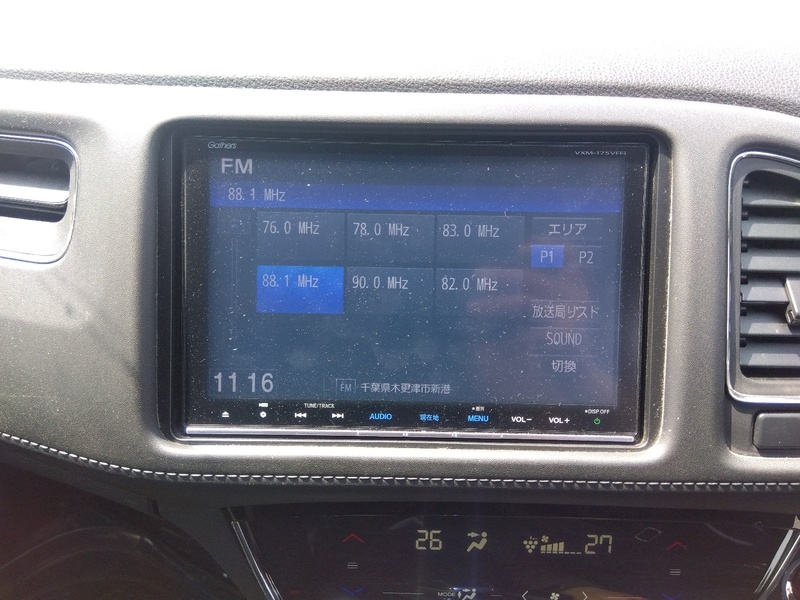 Gathers
VXM-175VFEi
FM
88.1 MHz
76.0 MHz 78.0 MHz 83.0 MHz エリア
P1 P2
88.1 MHz 90.0 MHz 82.0 MHz
放送局リスト
SOUND
切換
11:16 FM 千葉県木更津市新港
TUNE/TRACK
AUDIO 現在地 MENU VOL− VOL+ DISP OFF
26 27
MODE